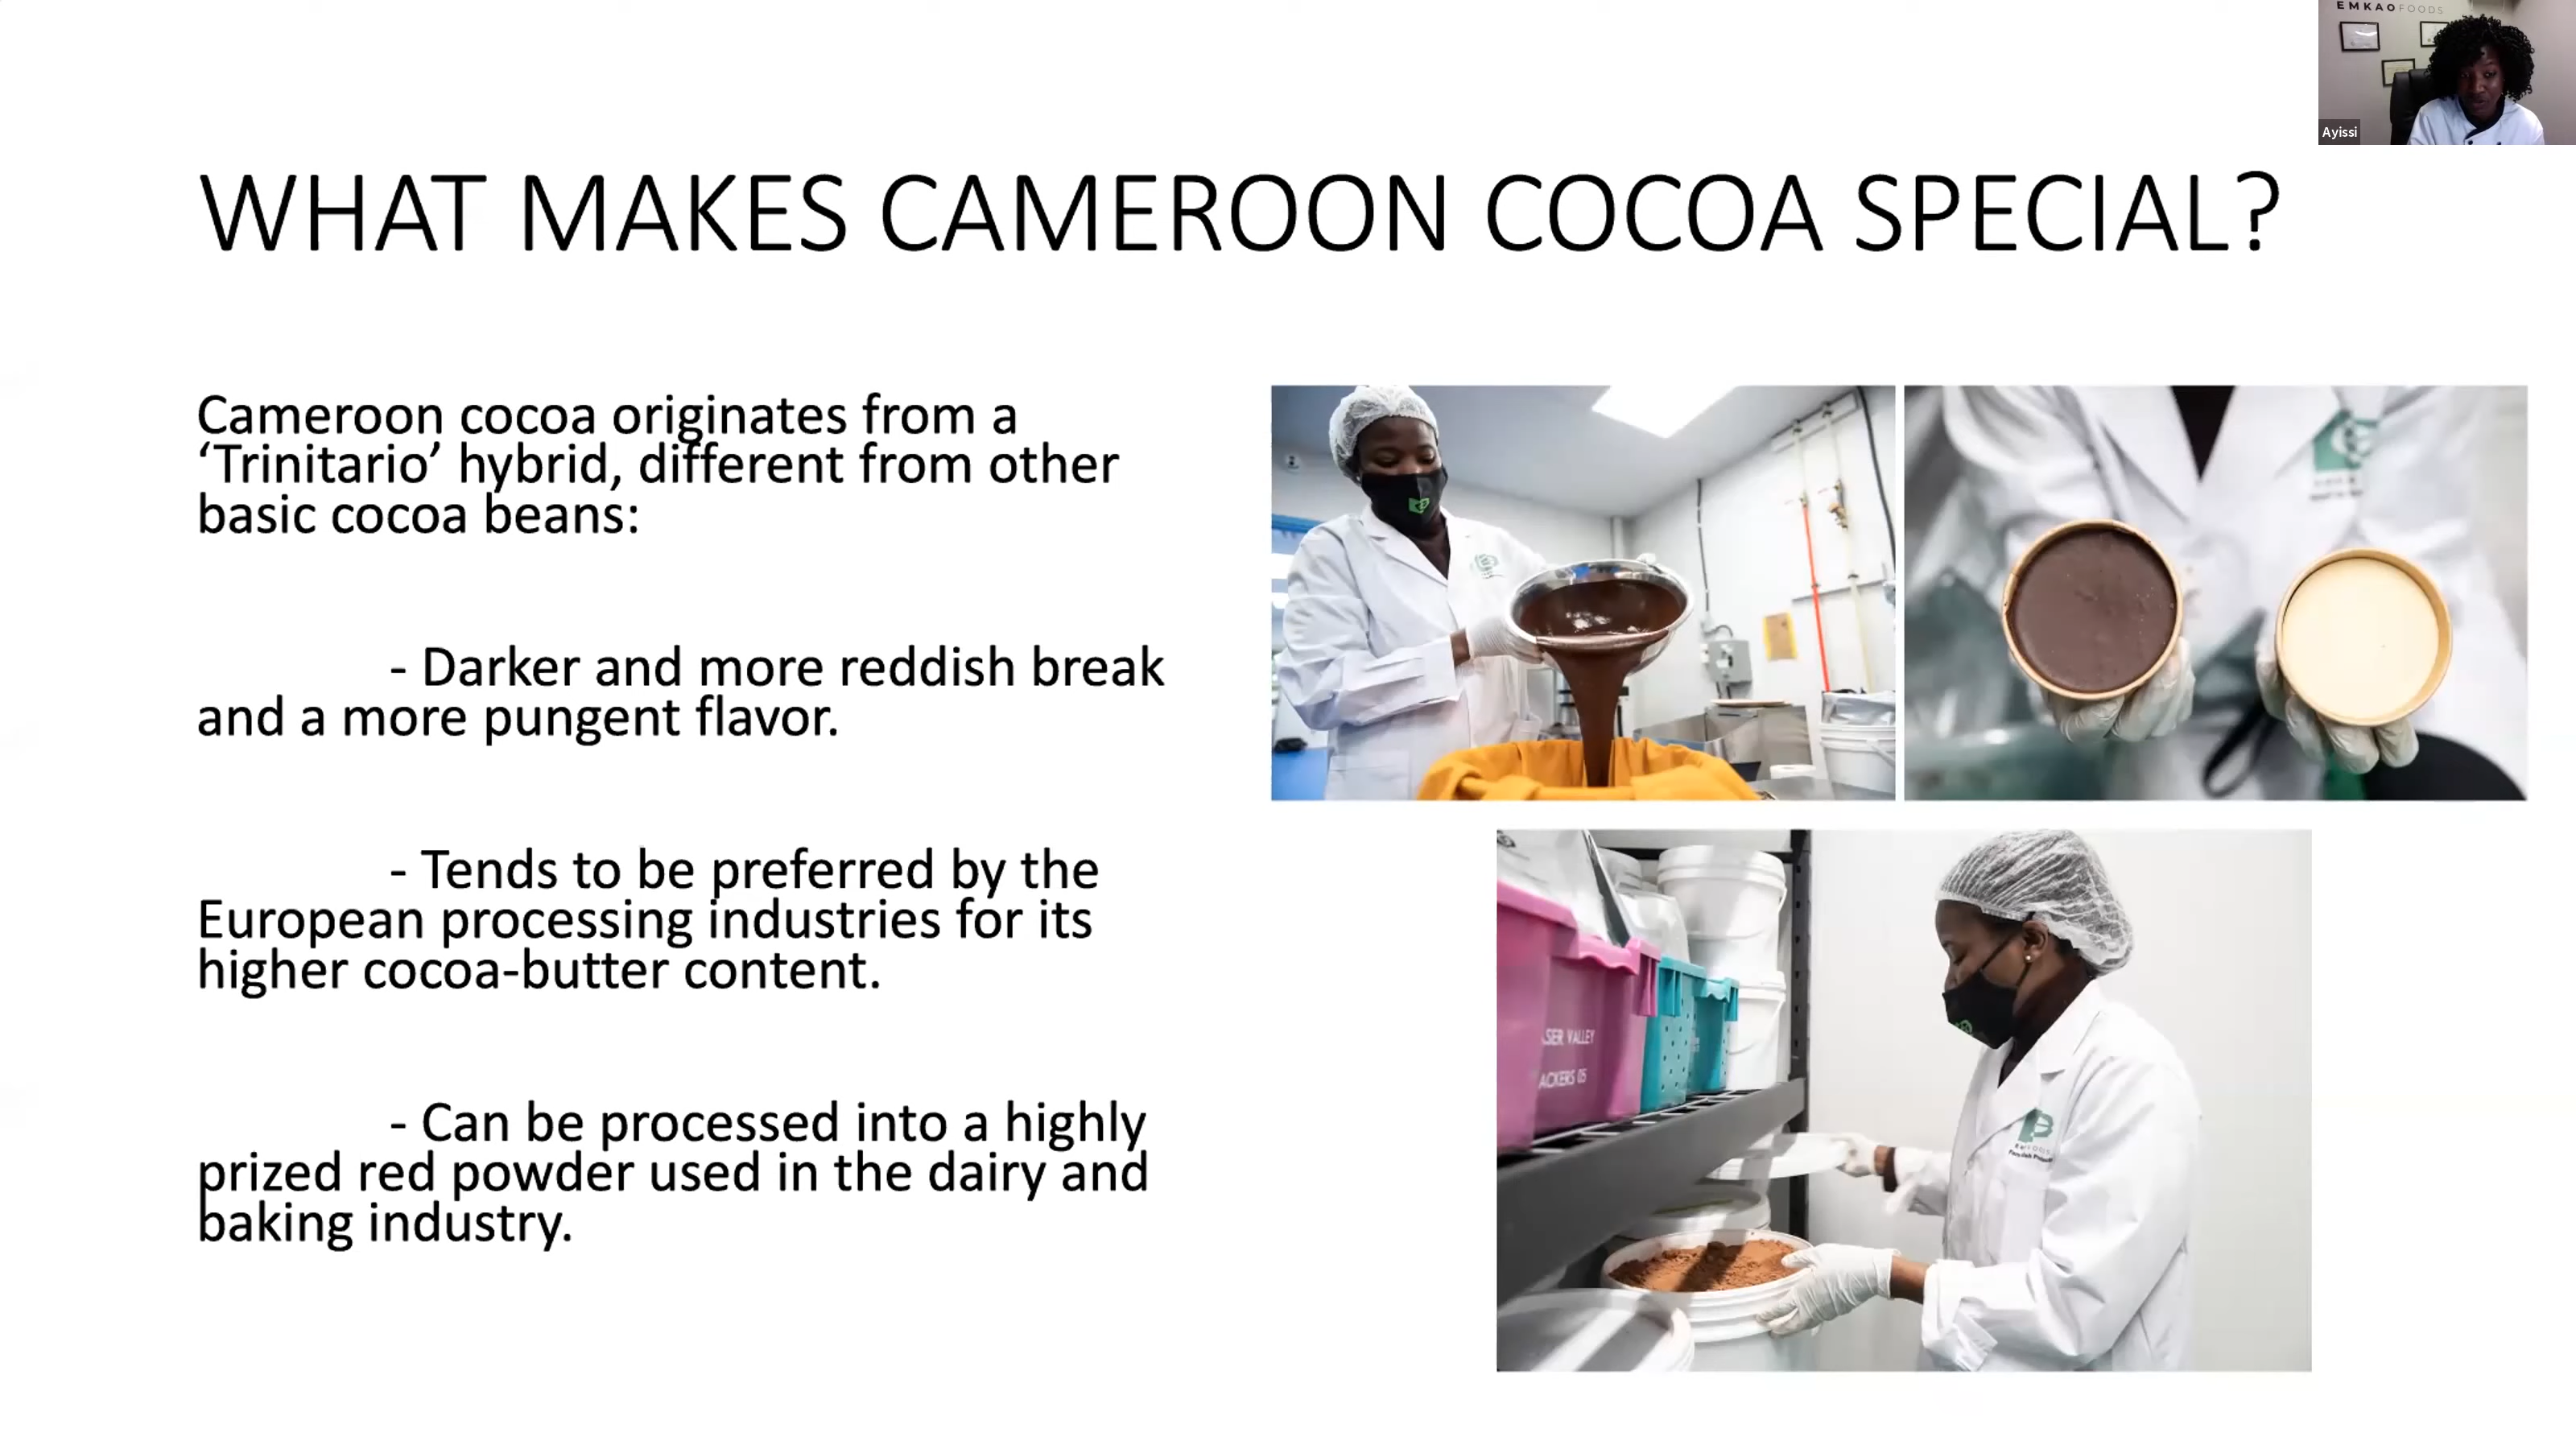 EMKAOFOODS
Ayissi
WHAT MAKES CAMEROON COCOA SPECIAL?
Cameroon cocoa originates from a
‘Trinitario’ hybrid, different from other
basic cocoa beans:
- Darker and more reddish break
and a more pungent flavor.
- Tends to be preferred by the
European processing industries for its
higher cocoa-butter content.
- Can be processed into a highly
prized red powder used in the dairy and
baking industry.
VALLEY